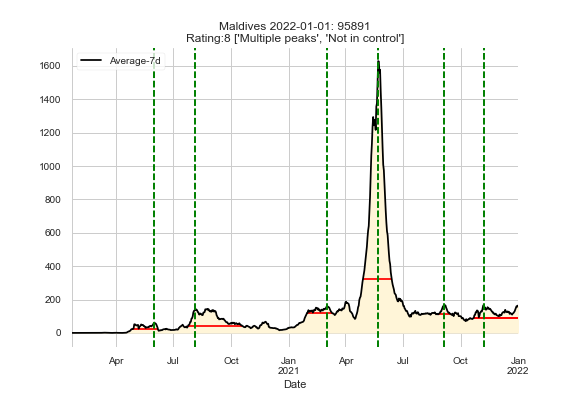 Maldives 2022-01-01: 95891
Rating:8 ['Multiple peaks', 'Not in control']
Average-7d
1600
1400
1200
1000
800
600
400
200
0
Apr Jul Oct Jan Apr Jul Oct Jan
2021 2022
Date